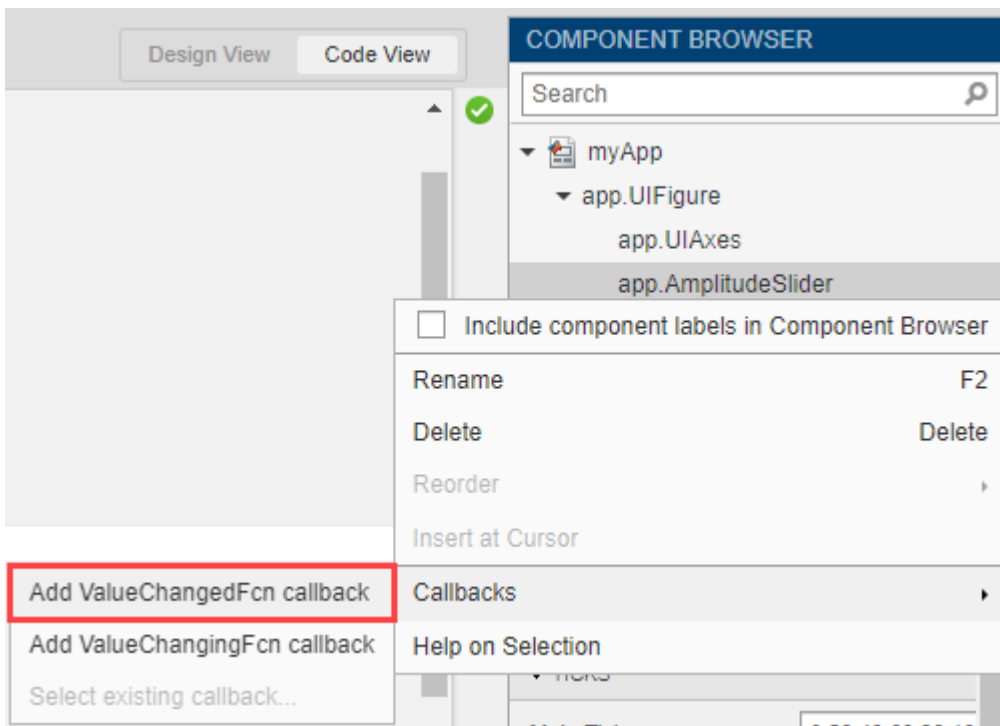 Design View
Code View
COMPONENT BROWSER
Search
myApp
app.UIFigure
app.UIAxes
app.AmplitudeSlider
Include component labels in Component Browser
Rename F2
Delete Delete
Reorder
Insert at Cursor
Callbacks
Add ValueChangedFcn callback
Add ValueChangingFcn callback
Select existing callback...
Help on Selection